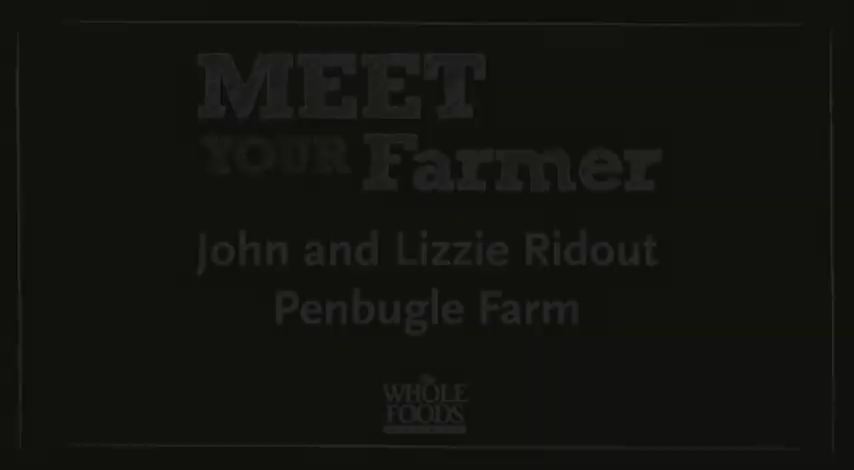 MEET
YOUR Farmer
John and Lizzie Ridout
Penbugle Farm
WHOLE
FOODS